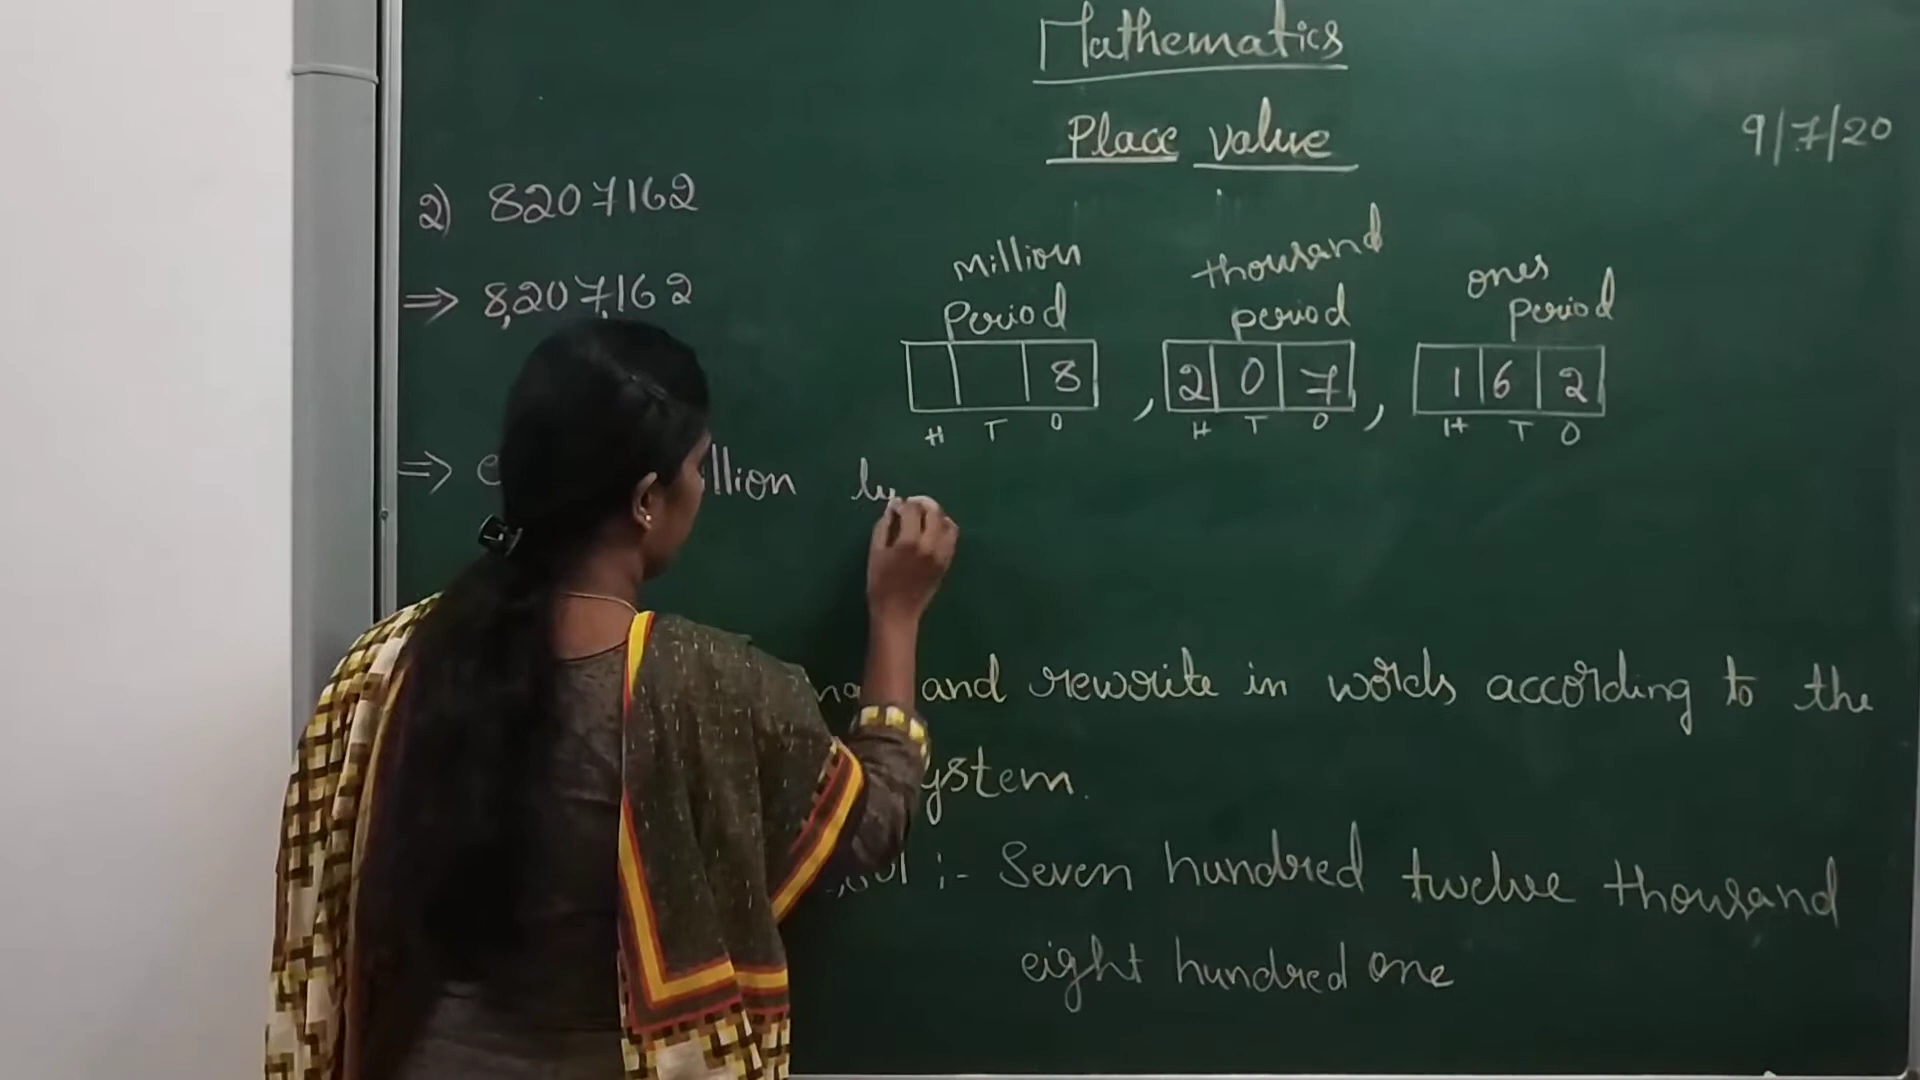 Mathematics
Place value
9/7/20
2) 8207162
⇒ 8,207,162
million period
thousand period
ones period
8 , 2 0 7 , 1 6 2
H T O H T O H T O
⇒ llion
and rewrite in words according to the
ystem.
:- Seven hundred twelve thousand
eight hundred one